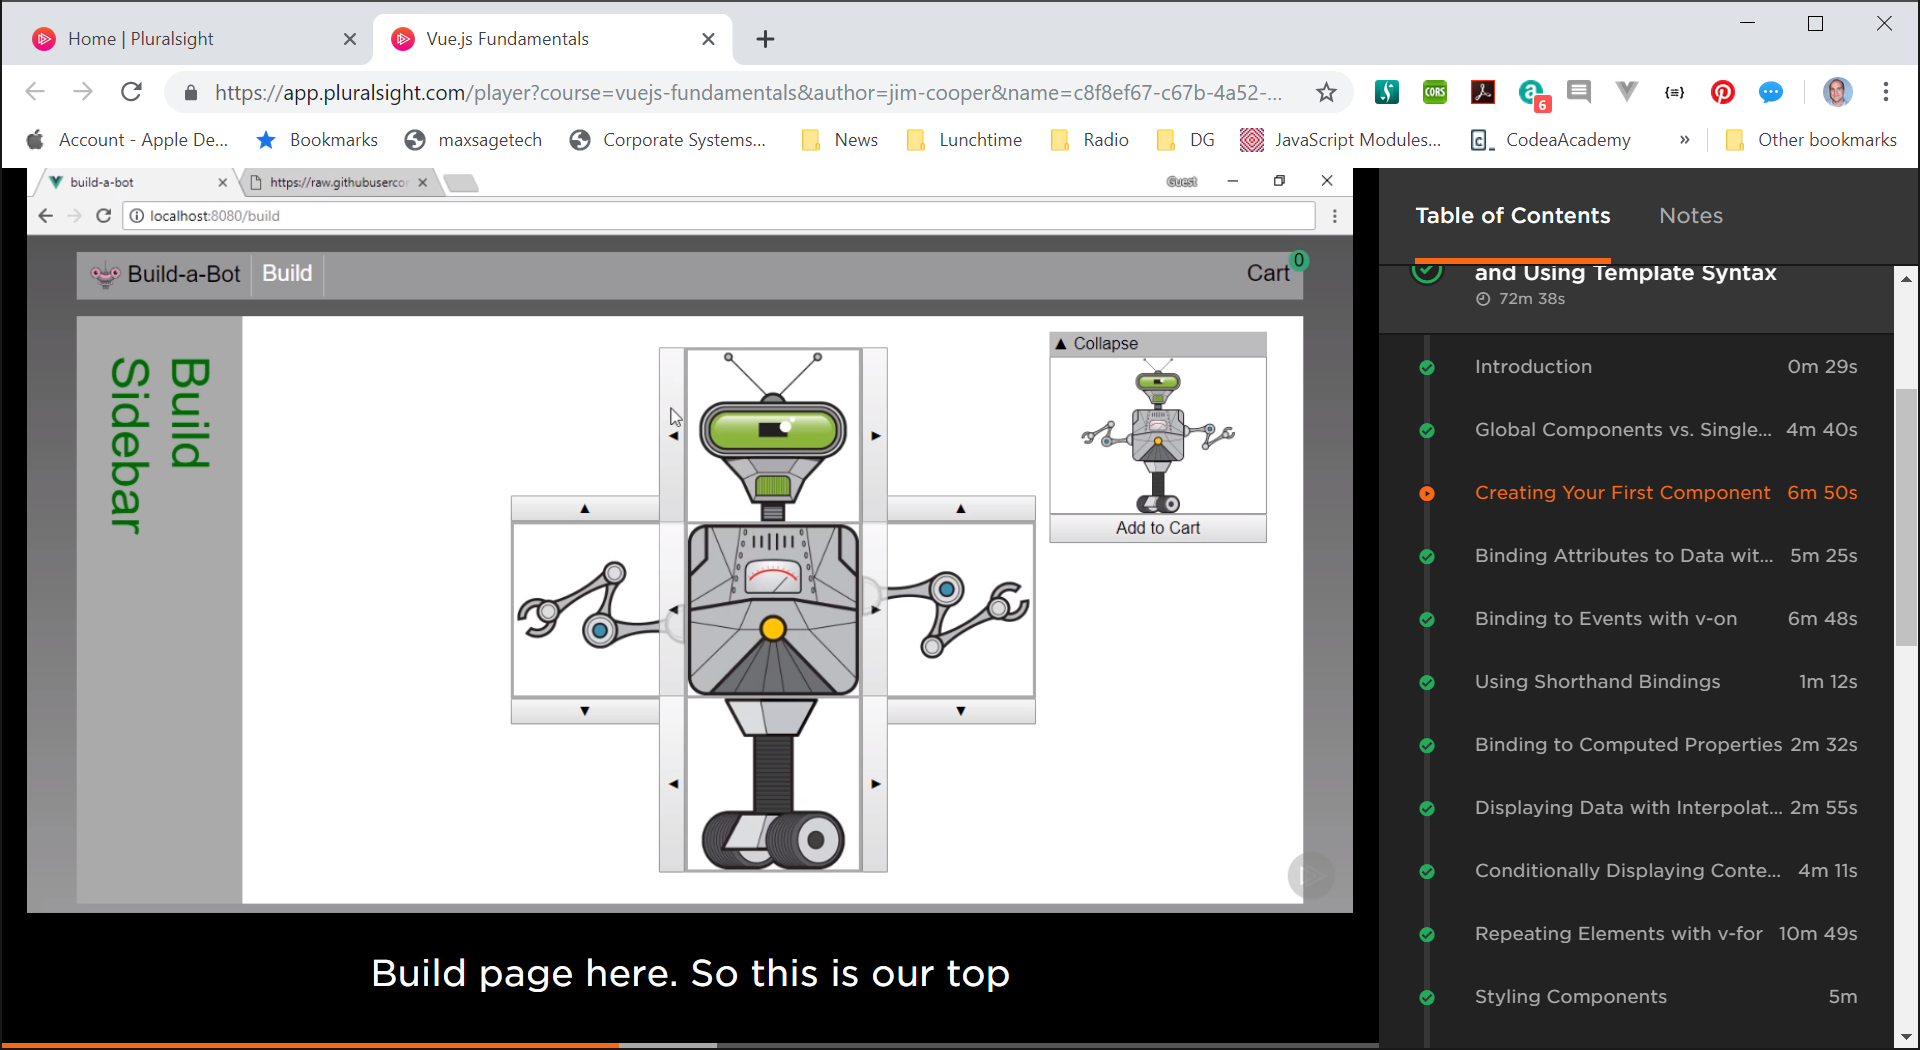 Home | Pluralsight
Vue.js Fundamentals
https://app.pluralsight.com/player?course=vuejs-fundamentals&author=jim-cooper&name=c8f8ef67-c67b-4a52-...
CORS
6
{≡}
Account - Apple De...
Bookmarks
maxsagetech
Corporate Systems...
News
Lunchtime
Radio
DG
JavaScript Modules...
CodeaAcademy
»
Other bookmarks
build-a-bot
https://raw.githubuserco
Guest
localhost:8080/build
Build-a-Bot
Build
Cart
0
Build
Sidebar
▲ Collapse
Add to Cart
Build page here. So this is our top
Table of Contents
Notes
and Using Template Syntax
72m 38s
Introduction 0m 29s
Global Components vs. Single... 4m 40s
Creating Your First Component 6m 50s
Binding Attributes to Data wit... 5m 25s
Binding to Events with v-on 6m 48s
Using Shorthand Bindings 1m 12s
Binding to Computed Properties 2m 32s
Displaying Data with Interpolat... 2m 55s
Conditionally Displaying Conte... 4m 11s
Repeating Elements with v-for 10m 49s
Styling Components 5m